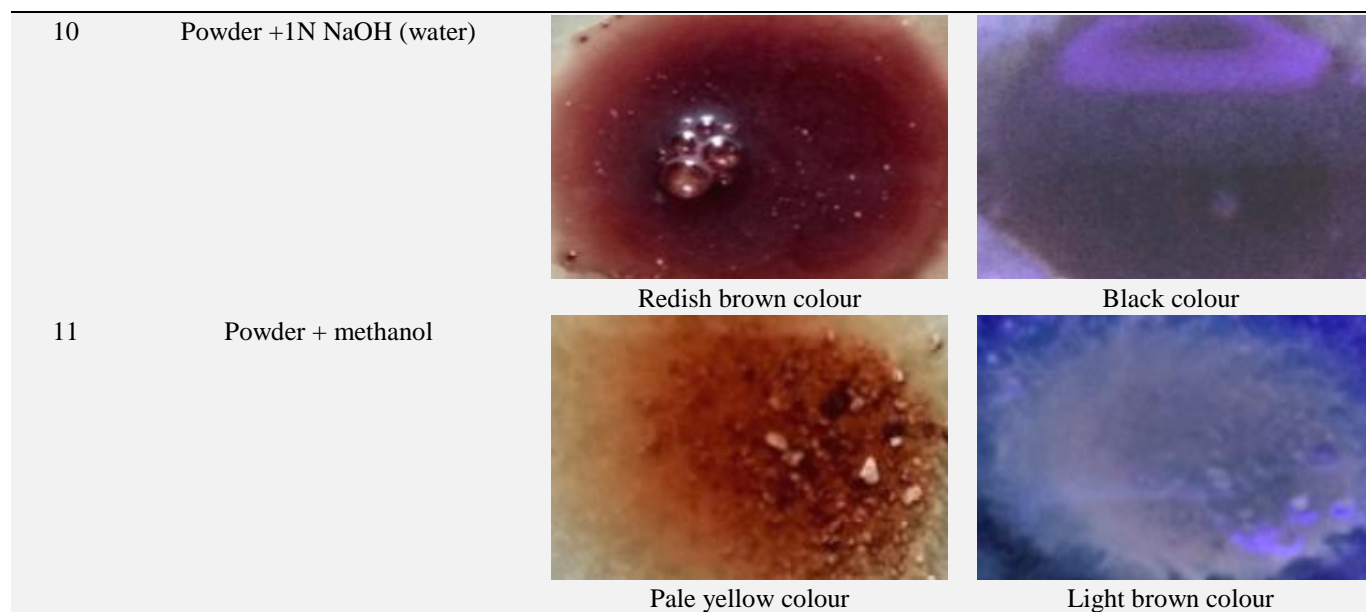 10 Powder +1N NaOH (water)
Redish brown colour Black colour
11 Powder + methanol
Pale yellow colour Light brown colour